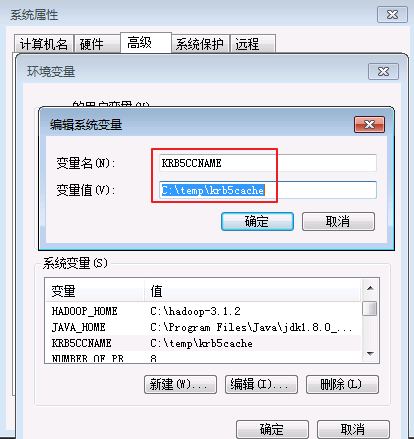 系统属性
计算机名 硬件 高级 系统保护 远程
环境变量
的用户变量(U)
编辑系统变量
变量名(N): KRB5CCNAME
变量值(V): C:\temp\krb5cache
确定 取消
系统变量(S)
变量 值
HADOOP_HOME C:\hadoop-3.1.2
JAVA_HOME C:\Program Files\Java\jdk1.8.0_...
KRB5CCNAME C:\temp\krb5cache
NUMBER_OF_PR 8
新建(W)... 编辑(I)... 删除(L)
确定 取消